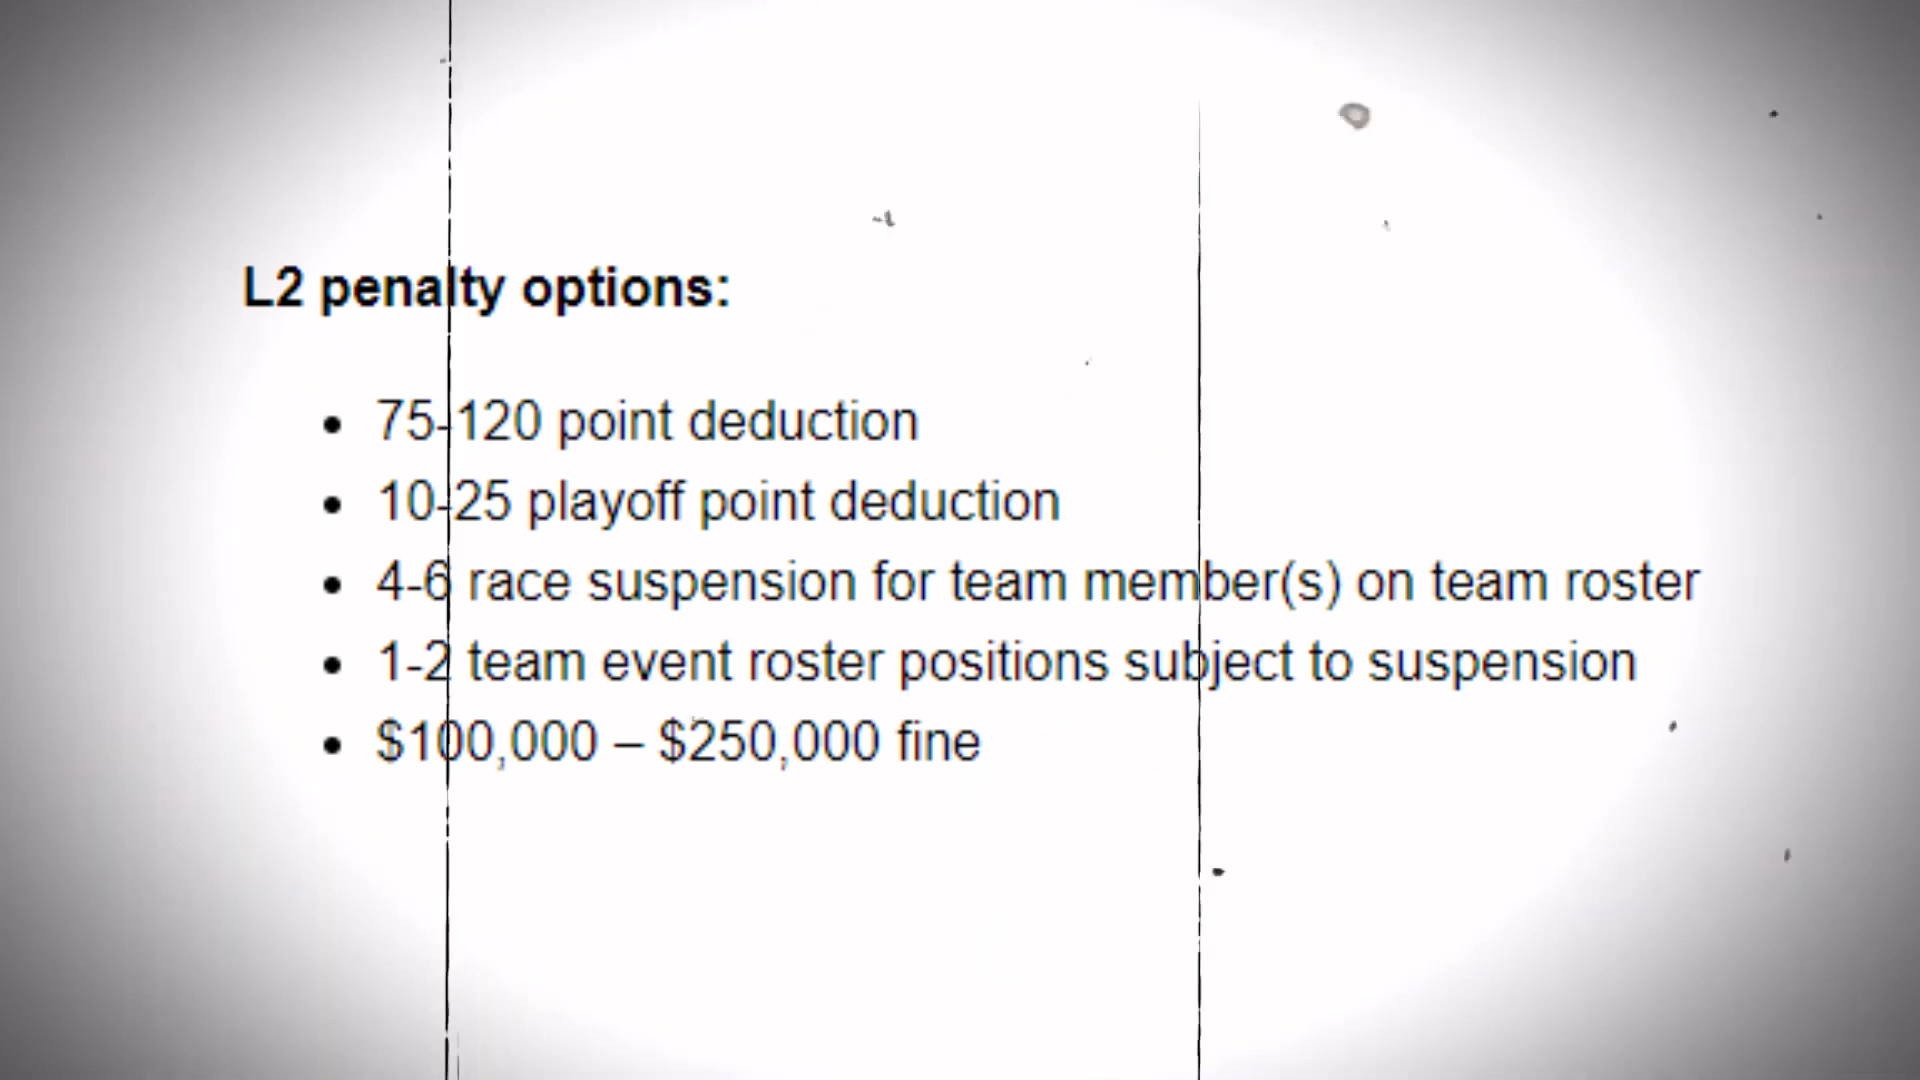 L2 penalty options:
75-120 point deduction
10-25 playoff point deduction
4-6 race suspension for team member(s) on team roster
1-2 team event roster positions subject to suspension
$100,000 – $250,000 fine